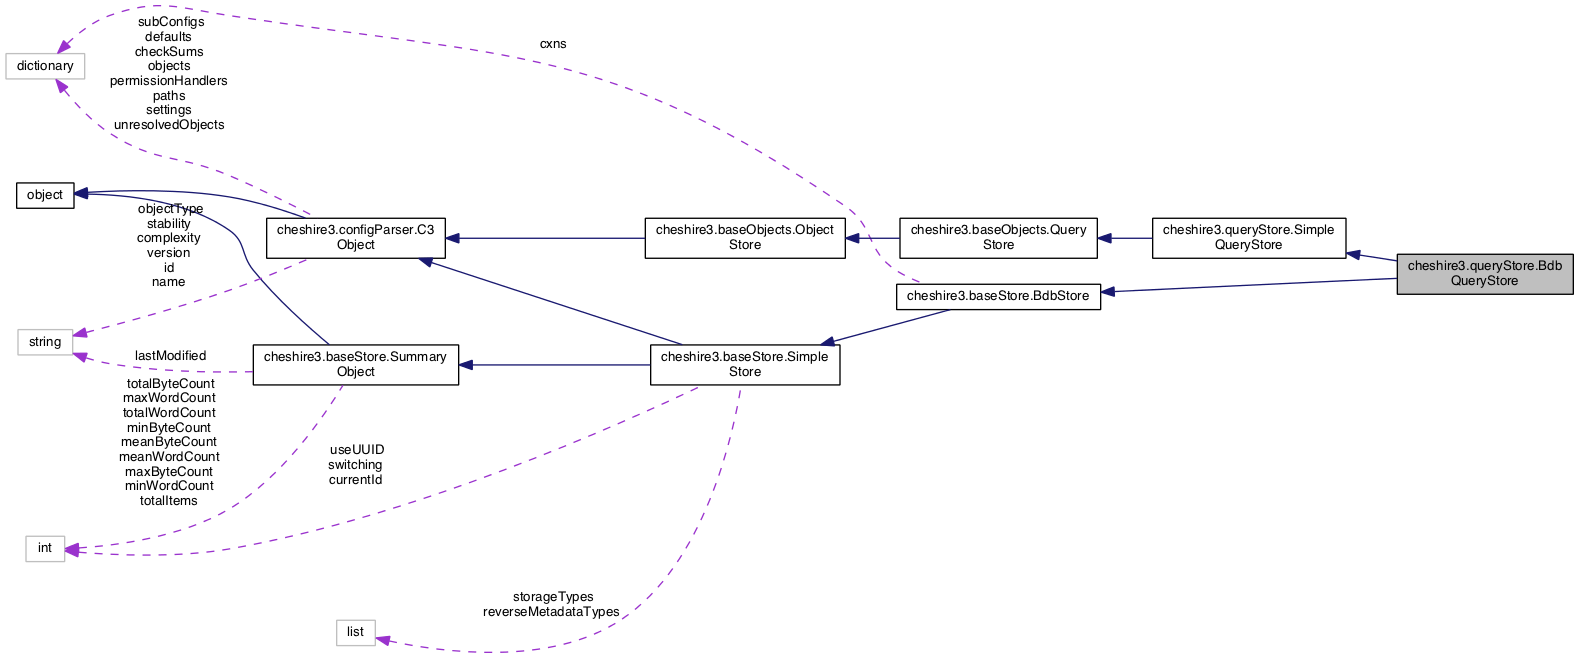 subConfigs
defaults
checkSums
objects
permissionHandlers
paths
settings
unresolvedObjects
cxns
dictionary
object
objectType
stability
complexity
version
id
name
cheshire3.configParser.C3
Object
cheshire3.baseObjects.Object
Store
cheshire3.baseObjects.Query
Store
cheshire3.queryStore.Simple
QueryStore
cheshire3.queryStore.Bdb
QueryStore
cheshire3.baseStore.BdbStore
string
lastModified
cheshire3.baseStore.Summary
Object
cheshire3.baseStore.Simple
Store
totalByteCount
maxWordCount
totalWordCount
minByteCount
meanByteCount
meanWordCount
maxByteCount
minWordCount
totalItems
useUUID
switching
currentId
int
storageTypes
reverseMetadataTypes
list